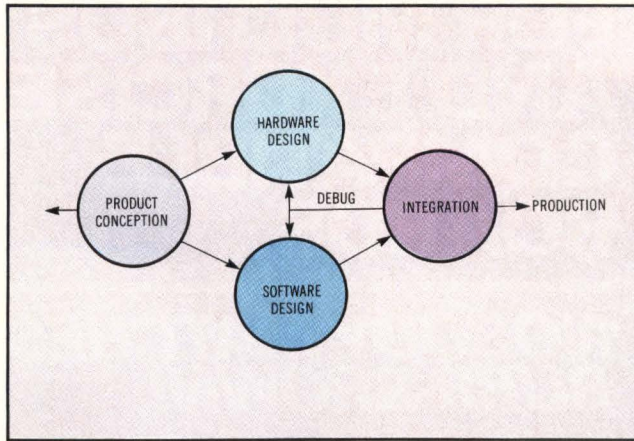 HARDWARE
DESIGN
PRODUCT
CONCEPTION
DEBUG
INTEGRATION
PRODUCTION
SOFTWARE
DESIGN